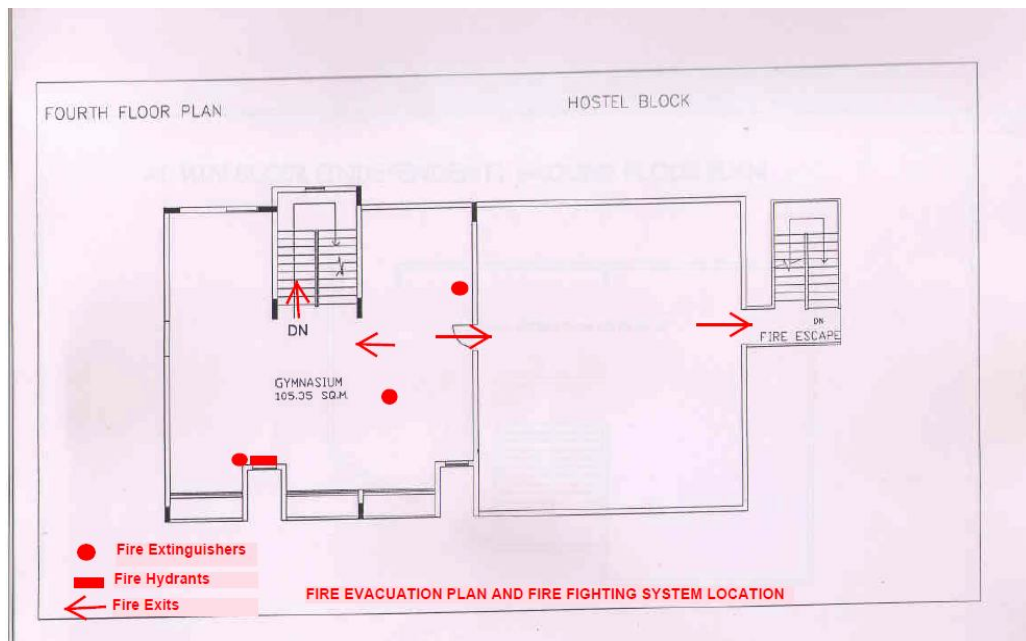 FOURTH FLOOR PLAN
HOSTEL BLOCK
DN
DN
FIRE ESCAPE
GYMNASIUM
105.35 SQ.M.
Fire Extinguishers
Fire Hydrants
Fire Exits
FIRE EVACUATION PLAN AND FIRE FIGHTING SYSTEM LOCATION